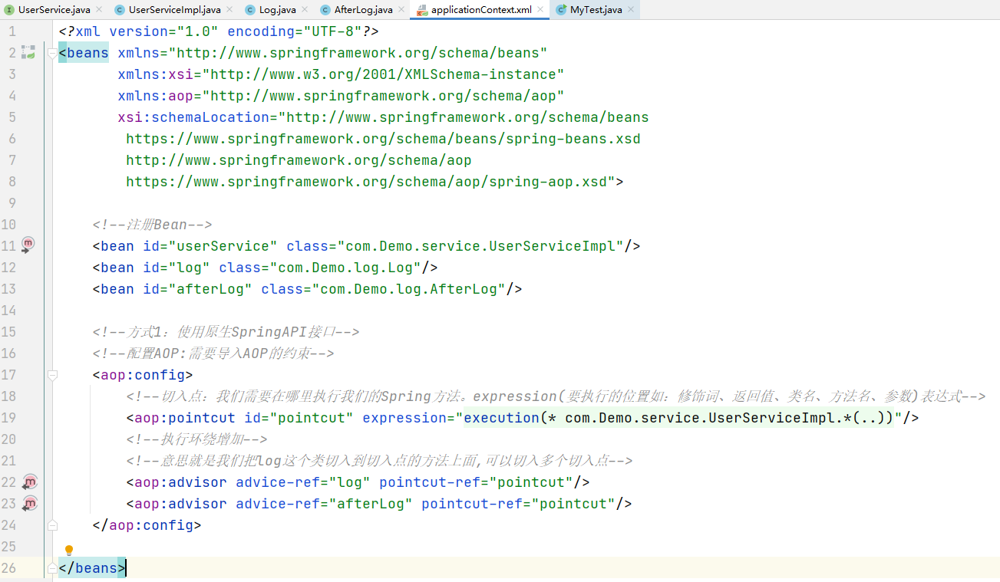 UserService.java UserServiceImpl.java Log.java AfterLog.java applicationContext.xml MyTest.java
1 <?xml version="1.0" encoding="UTF-8"?>
2 <beans xmlns="http://www.springframework.org/schema/beans"
3 xmlns:xsi="http://www.w3.org/2001/XMLSchema-instance"
4 xmlns:aop="http://www.springframework.org/schema/aop"
5 xsi:schemaLocation="http://www.springframework.org/schema/beans
6 https://www.springframework.org/schema/beans/spring-beans.xsd
7 http://www.springframework.org/schema/aop
8 https://www.springframework.org/schema/aop/spring-aop.xsd">
9
10 <!--注册Bean-->
11 <bean id="userService" class="com.Demo.service.UserServiceImpl"/>
12 <bean id="log" class="com.Demo.log.Log"/>
13 <bean id="afterLog" class="com.Demo.log.AfterLog"/>
14
15 <!--方式1：使用原生SpringAPI接口-->
16 <!--配置AOP:需要导入AOP的约束-->
17 <aop:config>
18 <!--切入点：我们需要在哪里执行我们的Spring方法。expression(要执行的位置如：修饰词、返回值、类名、方法名、参数)表达式-->
19 <aop:pointcut id="pointcut" expression="execution(* com.Demo.service.UserServiceImpl.*(..))"/>
20 <!--执行环绕增加-->
21 <!--意思就是我们把log这个类切入到切入点的方法上面,可以切入多个切入点-->
22 <aop:advisor advice-ref="log" pointcut-ref="pointcut"/>
23 <aop:advisor advice-ref="afterLog" pointcut-ref="pointcut"/>
24 </aop:config>
25
26 </beans>